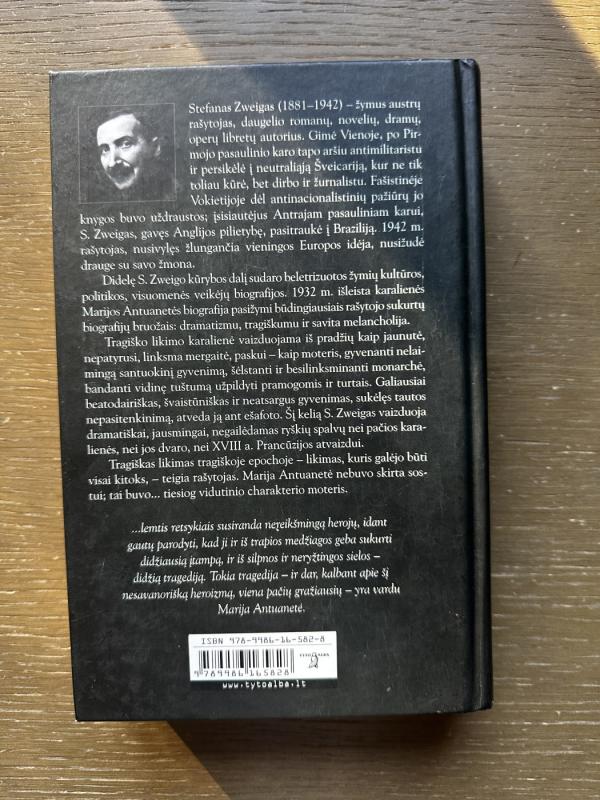 Stefanas Zweigas (1881–1942) – žymus austrų
rašytojas, daugelio romanų, novelių, dramų,
operų libretų autorius. Gimė Vienoje, po Pir-
mojo pasaulinio karo tapo aršiu antimilitaristu
ir persikėlė į neutraliąją Šveicariją, kur ne tik
toliau kūrė, bet dirbo ir žurnalistu. Fašistinėje
Vokietijoje dėl antinacionalistinių pažiūrų jo
knygos buvo uždraustos; įsisiautėjus Antrajam pasauliniam karui,
S. Zweigas, gavęs Anglijos pilietybę, pasitraukė į Braziliją. 1942 m.
rašytojas, nusivylęs žlungančia vieningos Europos idėja, nusižudė
drauge su savo žmona.
Didelę S. Zweigo kūrybos dalį sudaro beletrizuotos žymių kultūros,
politikos, visuomenės veikėjų biografijos. 1932 m. išleista karalienės
Marijos Antuanetės biografija pasižymi būdingiausiais rašytojo sukurtų
biografijų bruožais: dramatizmu, tragiškumu ir savita melancholija.
Tragiško likimo karalienė vaizduojama iš pradžių kaip jaunutė,
nepatyrusi, linksma mergaitė, paskui – kaip moteris, gyvenanti nelai-
mingą santuokinį gyvenimą, šėlstanti ir besilinksminanti monarchė,
bandanti vidinę tuštumą užpildyti pramogomis ir turtais. Galiausiai
beatodairiškas, švaistūniškas ir neatsargus gyvenimas, sukėlęs tautos
nepasitenkinimą, atveda ją ant ešafoto. Šį kelią S. Zweigas vaizduoja
dramatiškai, jausmingai, negailėdamas ryškių spalvų nei pačios kara-
lienės, nei jos dvaro, nei XVIII a. Prancūzijos atvaizdui.
Tragiškas likimas tragiškoje epochoje – likimas, kuris galėjo būti
visai kitoks, – teigia rašytojas. Marija Antuanetė nebuvo skirta sos-
tui; tai buvo... tiesiog vidutinio charakterio moteris.
...lemtis retsykiais susiranda nereikšmingą herojų, idant
gautų parodyti, kad ji ir iš trapios medžiagos geba sukurti
didžiausią įtampą, ir iš silpnos ir neryžtingos sielos –
didžią tragediją. Tokia tragedija – ir dar, kalbant apie šį
nesavanorišką heroizmą, viena pačių gražiausių – yra vardu
Marija Antuanetė.
ISBN 978-9986-16-582-8
TYTO ALBA
9 789986 165828
www.tytoalba.lt